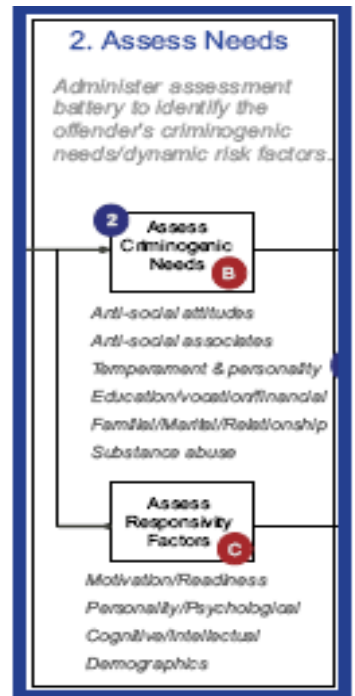 2. Assess Needs
Administer assessment
battery to identify the
offender's criminogenic
needs/dynamic risk factors.
2
Assess
Criminogenic
Needs
B
Anti-social attitudes
Anti-social associates
Temperament & personality
Education/vocation/financial
Familial/Marital/Relationship
Substance abuse
Assess
Responsivity
Factors
C
Motivation/Readiness
Personality/Psychological
Cognitive/Intellectual
Demographics